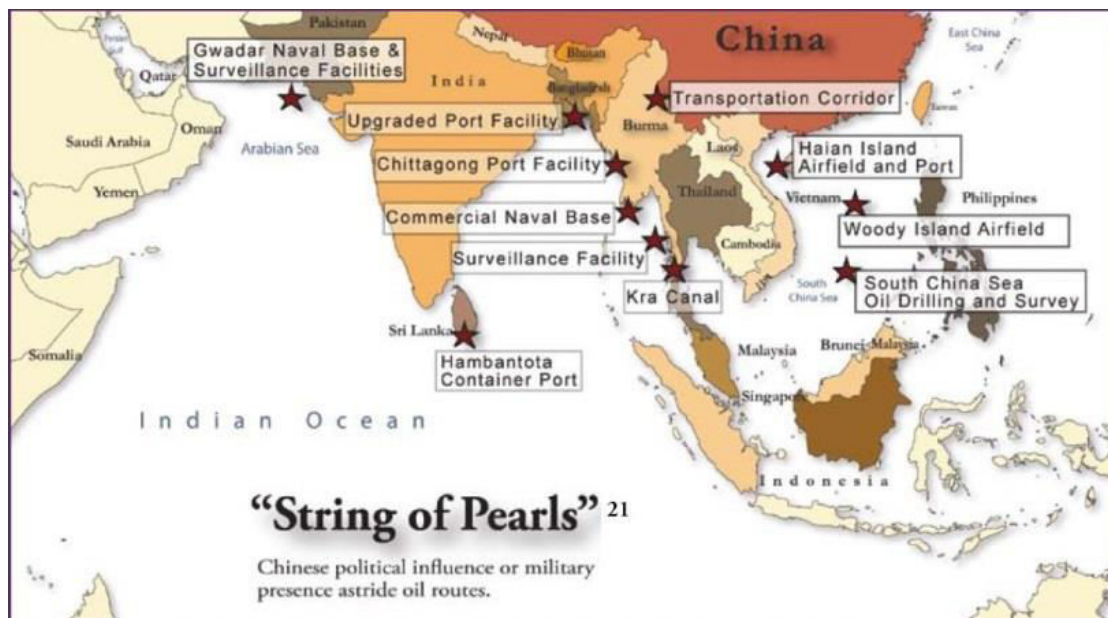 Pakistan
Nepal
China
East China
Sea
Gwadar Naval Base &
Surveillance Facilities
Qatar
Bhutan
India
Bangladesh
Transportation Corridor
Taiwan
Oman
Upgraded Port Facility
Burma
Saudi Arabia
Arabian Sea
Laos
Haian Island
Airfield and Port
Chittagong Port Facility
Thailand
Yemen
Vietnam
Philippines
Commercial Naval Base
Woody Island Airfield
Cambodia
Surveillance Facility
South
China Sea
South China Sea
Oil Drilling and Survey
Kra Canal
Sri Lanka
Brunei
Malaysia
Malaysia
Somalia
Hambantota
Container Port
Singapore
Indian Ocean
Indonesia
“String of Pearls” 21
Chinese political influence or military
presence astride oil routes.